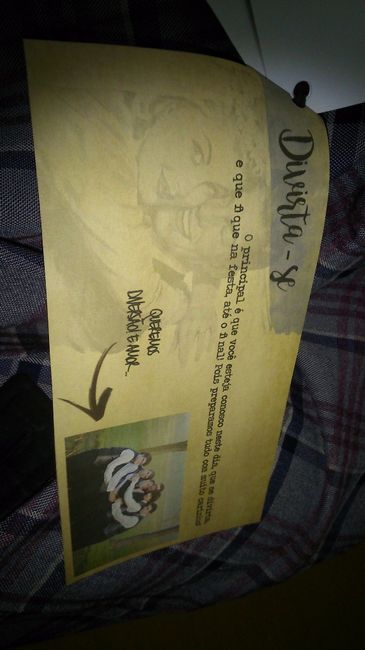 Divirta-se
O principal é que você esteja conosco neste dia, que se divirta,
e que fique na festa, até o final! Pois preparamos tudo com muito carinho!
QUEREMOS
DIVERSÃO E AMOR...